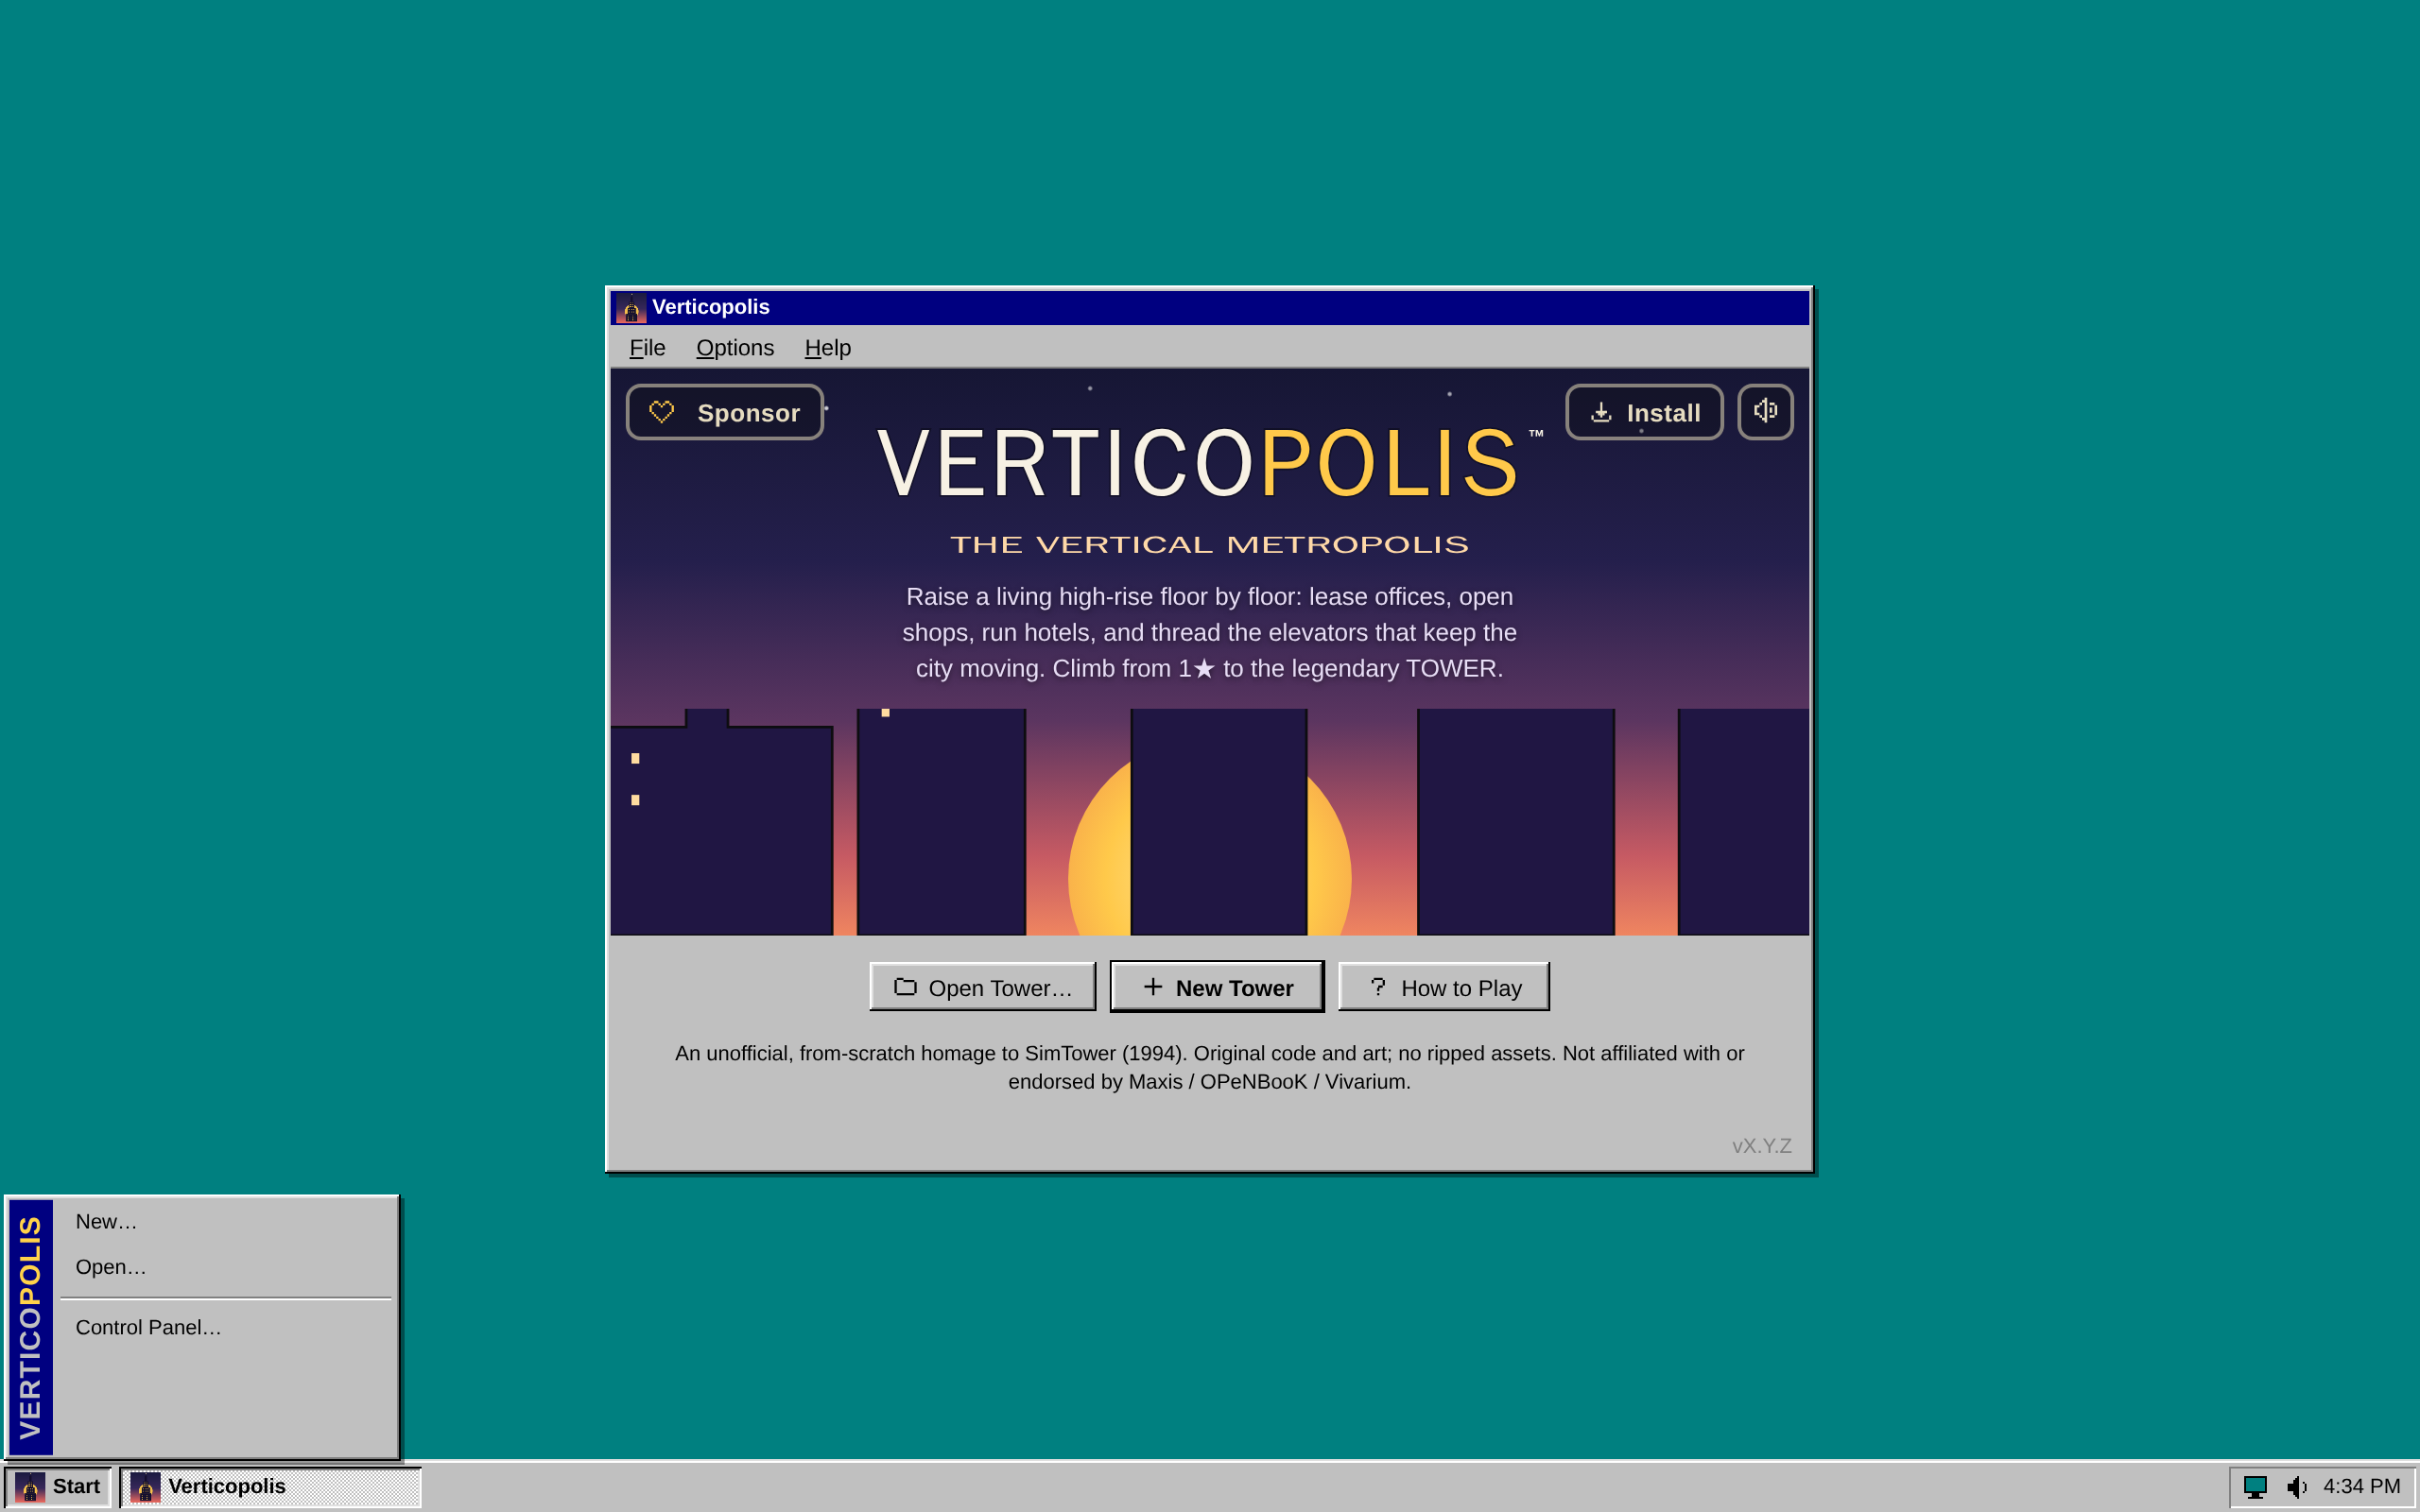 Verticopolis
File Options Help
Sponsor
Install
VERTICOPOLIS™
THE VERTICAL METROPOLIS
Raise a living high-rise floor by floor: lease offices, open
shops, run hotels, and thread the elevators that keep the
city moving. Climb from 1★ to the legendary TOWER.
Open Tower… New Tower How to Play
An unofficial, from-scratch homage to SimTower (1994). Original code and art; no ripped assets. Not affiliated with or
endorsed by Maxis / OPeNBooK / Vivarium.
vX.Y.Z
VERTICOPOLIS
New…
Open…
Control Panel…
Start Verticopolis 4:34 PM